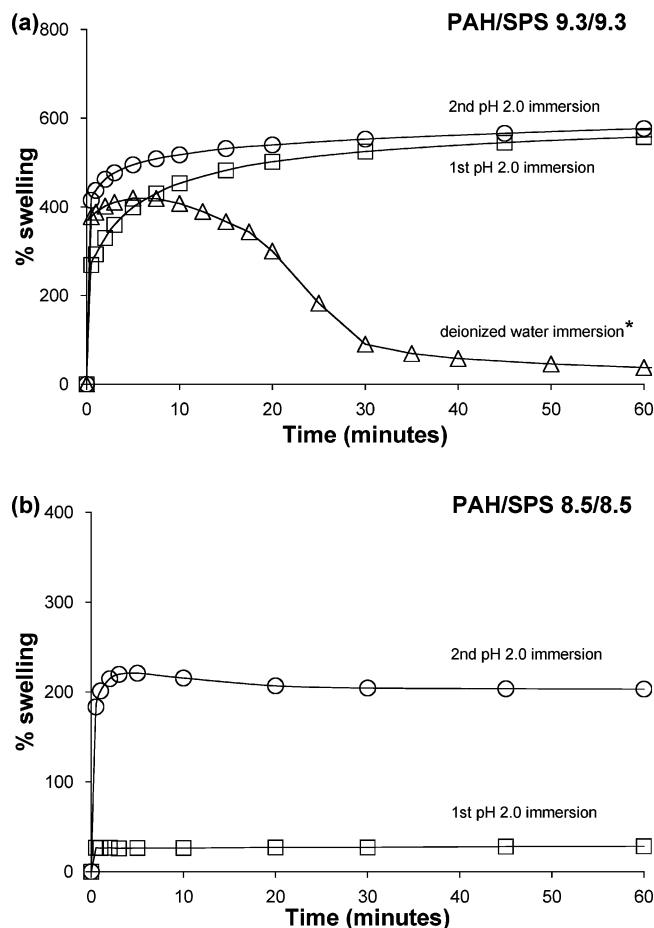 (a)
PAH/SPS 9.3/9.3
800
600
400
200
0
% swelling
2nd pH 2.0 immersion
1st pH 2.0 immersion
deionized water immersion*
0 10 20 30 40 50 60
Time (minutes)
(b)
PAH/SPS 8.5/8.5
400
300
200
100
0
% swelling
2nd pH 2.0 immersion
1st pH 2.0 immersion
0 10 20 30 40 50 60
Time (minutes)